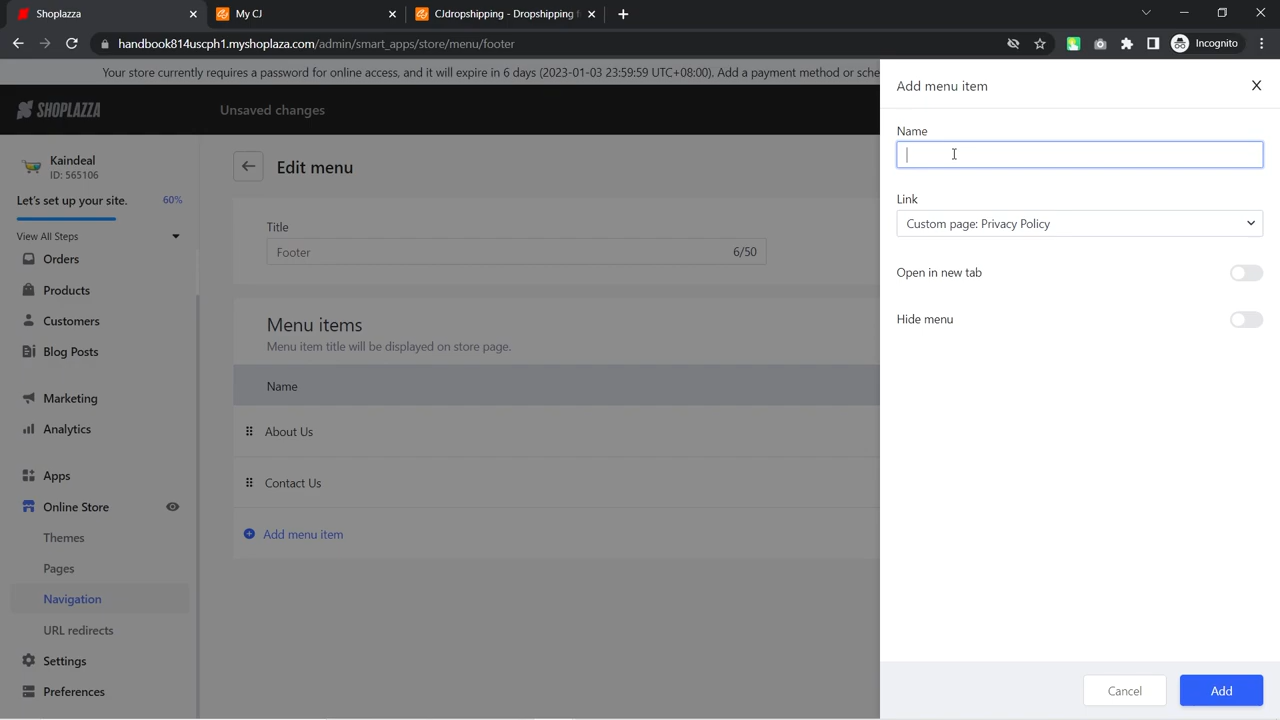 Shoplazza
My CJ
CJdropshipping - Dropshipping
handbook814uscph1.myshoplaza.com/admin/smart_apps/store/menu/footer
Incognito
Your store currently requires a password for online access, and it will expire in 6 days (2023-01-03 23:59:59 UTC+08:00). Add a payment method or sche
SHOPLAZZA
Unsaved changes
Kaindeal
ID: 565106
Let's set up your site.
60%
View All Steps
Orders
Products
Customers
Blog Posts
Marketing
Analytics
Apps
Online Store
Themes
Pages
Navigation
URL redirects
Settings
Preferences
Edit menu
Title
Footer
6/50
Menu items
Menu item title will be displayed on store page.
Name
About Us
Contact Us
Add menu item
Add menu item
Name
Link
Custom page: Privacy Policy
Open in new tab
Hide menu
Cancel
Add